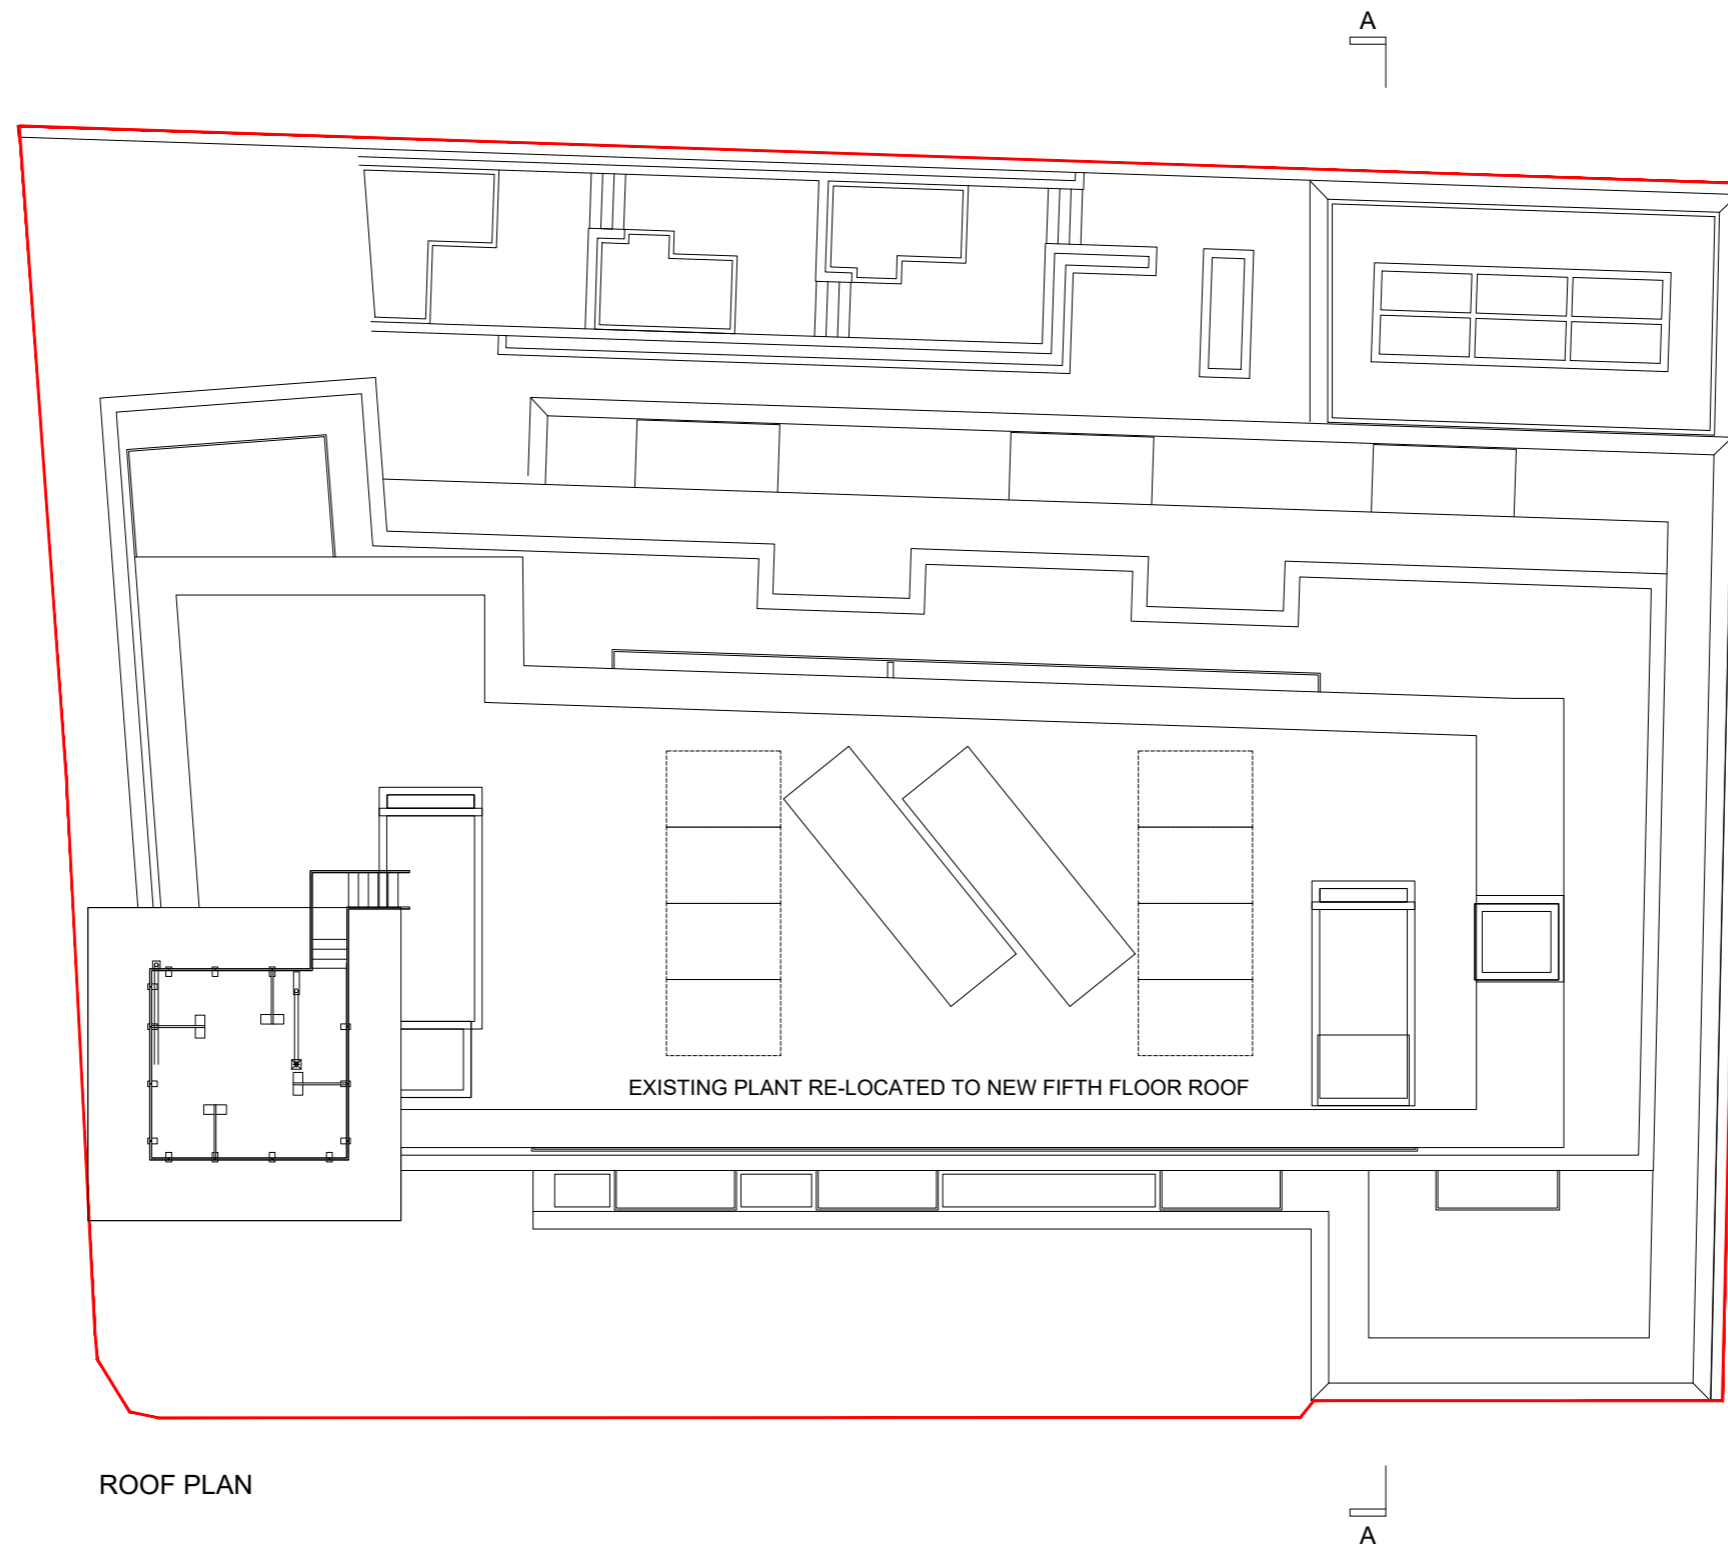 A
EXISTING PLANT RE-LOCATED TO NEW FIFTH FLOOR ROOF
ROOF PLAN
A